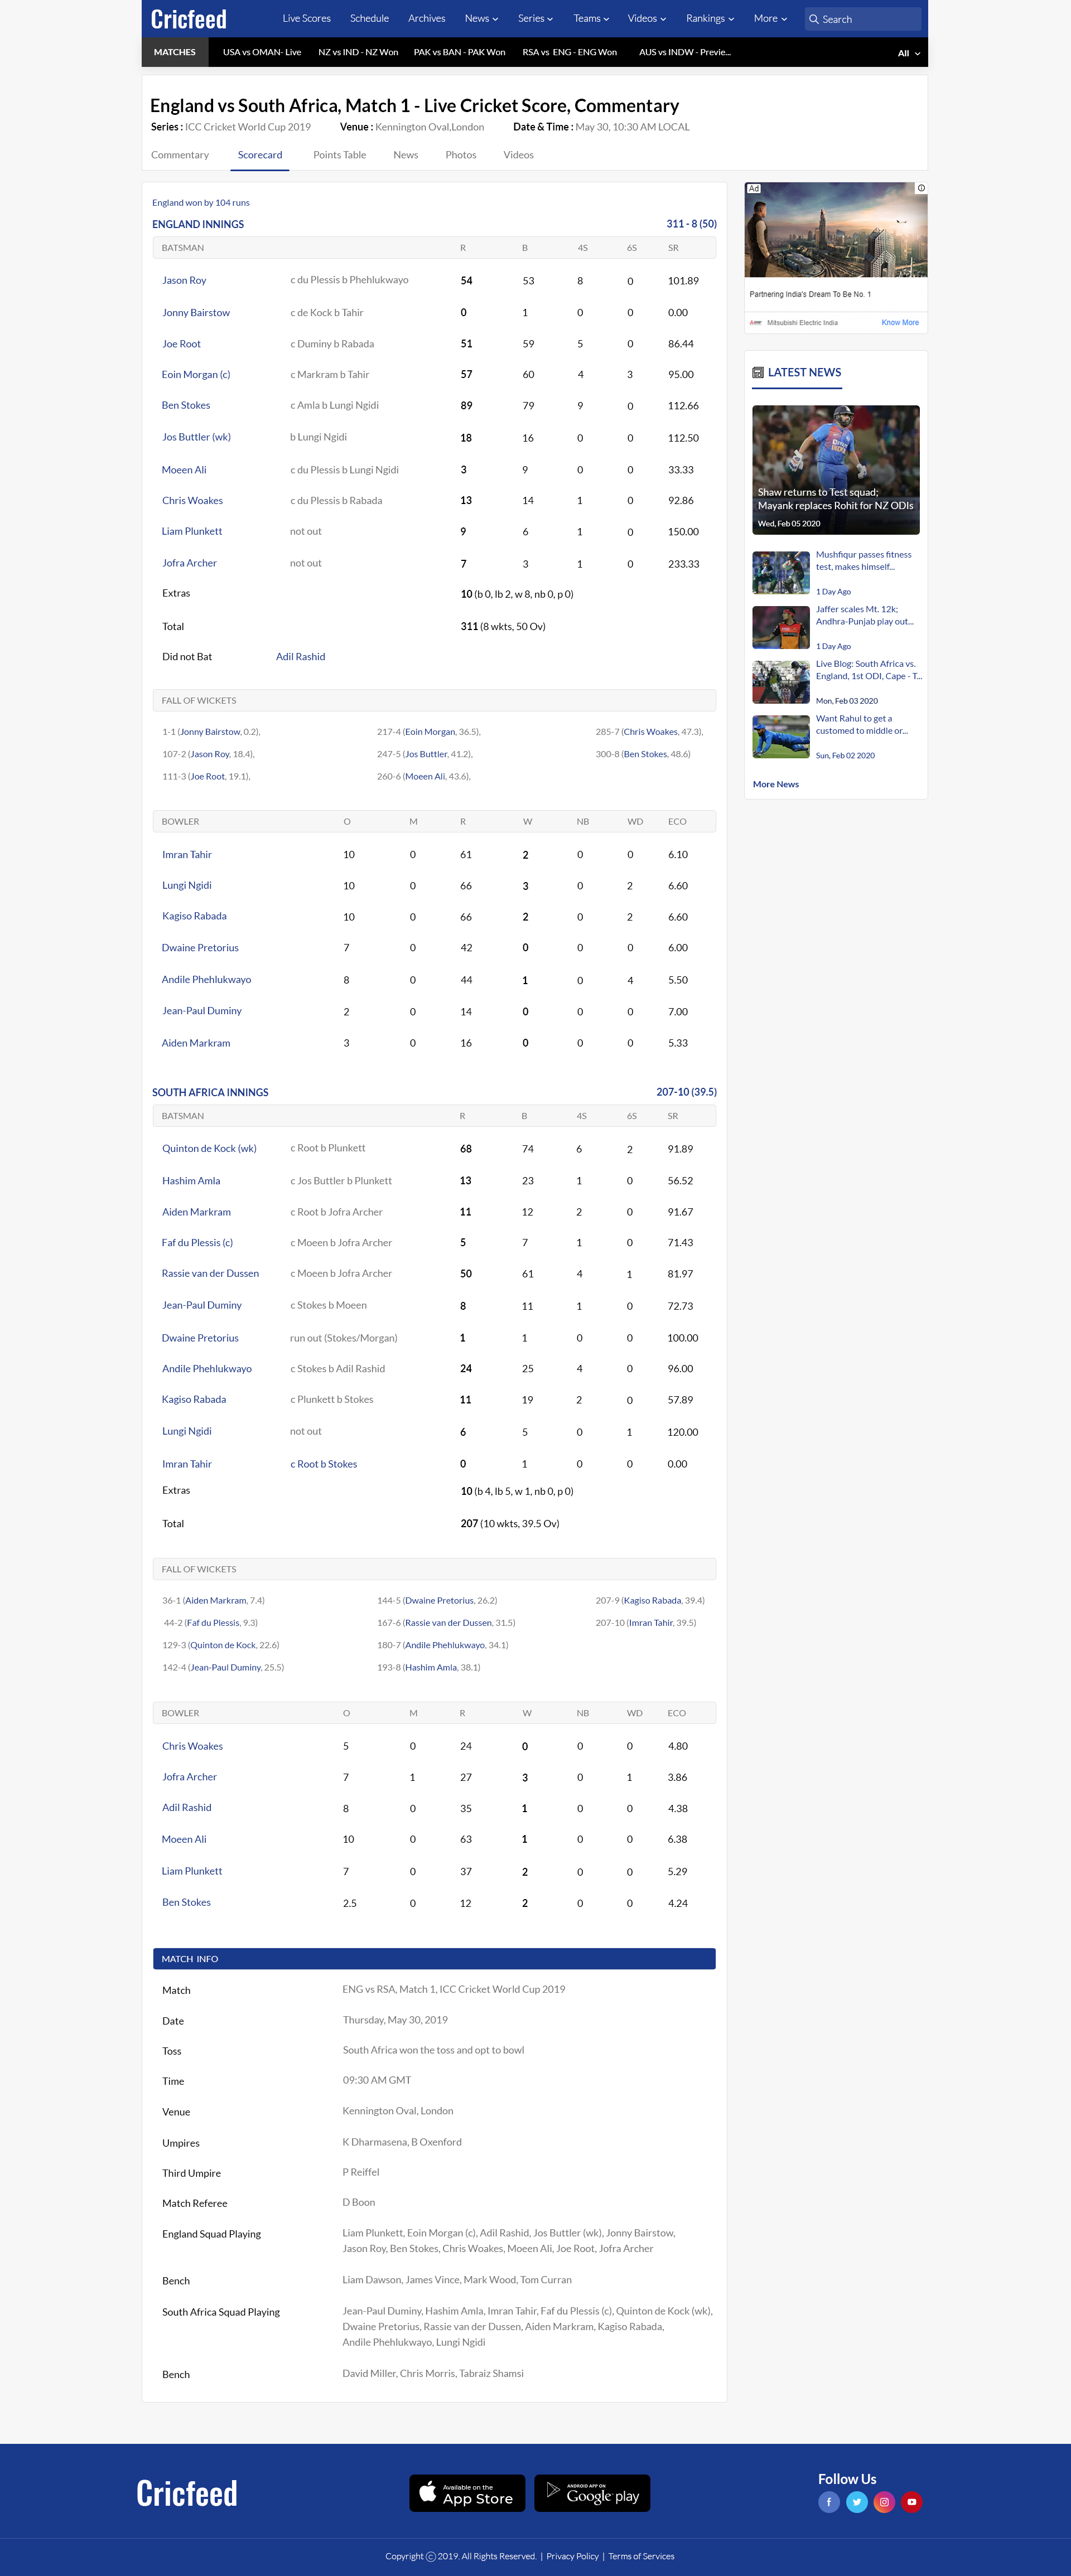 Cricfeed
Live Scores Schedule Archives News Series Teams Videos Rankings More Search
MATCHES USA vs OMAN- Live NZ vs IND - NZ Won PAK vs BAN - PAK Won RSA vs ENG - ENG Won AUS vs INDW - Previe... All
England vs South Africa, Match 1 - Live Cricket Score, Commentary
Series : ICC Cricket World Cup 2019 Venue : Kennington Oval,London Date & Time : May 30, 10:30 AM LOCAL
Commentary Scorecard Points Table News Photos Videos
England won by 104 runs
ENGLAND INNINGS 311 - 8 (50)
BATSMAN R B 4S 6S SR
Jason Roy c du Plessis b Phehlukwayo 54 53 8 0 101.89
Jonny Bairstow c de Kock b Tahir 0 1 0 0 0.00
Joe Root c Duminy b Rabada 51 59 5 0 86.44
Eoin Morgan (c) c Markram b Tahir 57 60 4 3 95.00
Ben Stokes c Amla b Lungi Ngidi 89 79 9 0 112.66
Jos Buttler (wk) b Lungi Ngidi 18 16 0 0 112.50
Moeen Ali c du Plessis b Lungi Ngidi 3 9 0 0 33.33
Chris Woakes c du Plessis b Rabada 13 14 1 0 92.86
Liam Plunkett not out 9 6 1 0 150.00
Jofra Archer not out 7 3 1 0 233.33
Extras 10 (b 0, lb 2, w 8, nb 0, p 0)
Total 311 (8 wkts, 50 Ov)
Did not Bat Adil Rashid
FALL OF WICKETS
1-1 (Jonny Bairstow, 0.2), 217-4 (Eoin Morgan, 36.5), 285-7 (Chris Woakes, 47.3),
107-2 (Jason Roy, 18.4), 247-5 (Jos Buttler, 41.2), 300-8 (Ben Stokes, 48.6)
111-3 (Joe Root, 19.1), 260-6 (Moeen Ali, 43.6),
BOWLER O M R W NB WD ECO
Imran Tahir 10 0 61 2 0 0 6.10
Lungi Ngidi 10 0 66 3 0 2 6.60
Kagiso Rabada 10 0 66 2 0 2 6.60
Dwaine Pretorius 7 0 42 0 0 0 6.00
Andile Phehlukwayo 8 0 44 1 0 4 5.50
Jean-Paul Duminy 2 0 14 0 0 0 7.00
Aiden Markram 3 0 16 0 0 0 5.33
SOUTH AFRICA INNINGS 207-10 (39.5)
BATSMAN R B 4S 6S SR
Quinton de Kock (wk) c Root b Plunkett 68 74 6 2 91.89
Hashim Amla c Jos Buttler b Plunkett 13 23 1 0 56.52
Aiden Markram c Root b Jofra Archer 11 12 2 0 91.67
Faf du Plessis (c) c Moeen b Jofra Archer 5 7 1 0 71.43
Rassie van der Dussen c Moeen b Jofra Archer 50 61 4 1 81.97
Jean-Paul Duminy c Stokes b Moeen 8 11 1 0 72.73
Dwaine Pretorius run out (Stokes/Morgan) 1 1 0 0 100.00
Andile Phehlukwayo c Stokes b Adil Rashid 24 25 4 0 96.00
Kagiso Rabada c Plunkett b Stokes 11 19 2 0 57.89
Lungi Ngidi not out 6 5 0 1 120.00
Imran Tahir c Root b Stokes 0 1 0 0 0.00
Extras 10 (b 4, lb 5, w 1, nb 0, p 0)
Total 207 (10 wkts, 39.5 Ov)
FALL OF WICKETS
36-1 (Aiden Markram, 7.4) 144-5 (Dwaine Pretorius, 26.2) 207-9 (Kagiso Rabada, 39.4)
44-2 (Faf du Plessis, 9.3) 167-6 (Rassie van der Dussen, 31.5) 207-10 (Imran Tahir, 39.5)
129-3 (Quinton de Kock, 22.6) 180-7 (Andile Phehlukwayo, 34.1)
142-4 (Jean-Paul Duminy, 25.5) 193-8 (Hashim Amla, 38.1)
BOWLER O M R W NB WD ECO
Chris Woakes 5 0 24 0 0 0 4.80
Jofra Archer 7 1 27 3 0 1 3.86
Adil Rashid 8 0 35 1 0 0 4.38
Moeen Ali 10 0 63 1 0 0 6.38
Liam Plunkett 7 0 37 2 0 0 5.29
Ben Stokes 2.5 0 12 2 0 0 4.24
MATCH INFO
Match ENG vs RSA, Match 1, ICC Cricket World Cup 2019
Date Thursday, May 30, 2019
Toss South Africa won the toss and opt to bowl
Time 09:30 AM GMT
Venue Kennington Oval, London
Umpires K Dharmasena, B Oxenford
Third Umpire P Reiffel
Match Referee D Boon
England Squad Playing Liam Plunkett, Eoin Morgan (c), Adil Rashid, Jos Buttler (wk), Jonny Bairstow,
Jason Roy, Ben Stokes, Chris Woakes, Moeen Ali, Joe Root, Jofra Archer
Bench Liam Dawson, James Vince, Mark Wood, Tom Curran
South Africa Squad Playing Jean-Paul Duminy, Hashim Amla, Imran Tahir, Faf du Plessis (c), Quinton de Kock (wk),
Dwaine Pretorius, Rassie van der Dussen, Aiden Markram, Kagiso Rabada,
Andile Phehlukwayo, Lungi Ngidi
Bench David Miller, Chris Morris, Tabraiz Shamsi
Ad
Partnering India's Dream To Be No. 1
Mitsubishi Electric India Know More
LATEST NEWS
INDIA
Shaw returns to Test squad;
Mayank replaces Rohit for NZ ODIs
Wed, Feb 05 2020
Mushfiqur passes fitness
test, makes himself...
1 Day Ago
Jaffer scales Mt. 12k;
Andhra-Punjab play out...
1 Day Ago
Live Blog: South Africa vs.
England, 1st ODI, Cape - T...
Mon, Feb 03 2020
Want Rahul to get a
customed to middle or...
Sun, Feb 02 2020
More News
Cricfeed
Available on the
App Store
ANDROID APP ON
Google play
Follow Us
Copyright © 2019. All Rights Reserved. | Privacy Policy | Terms of Services